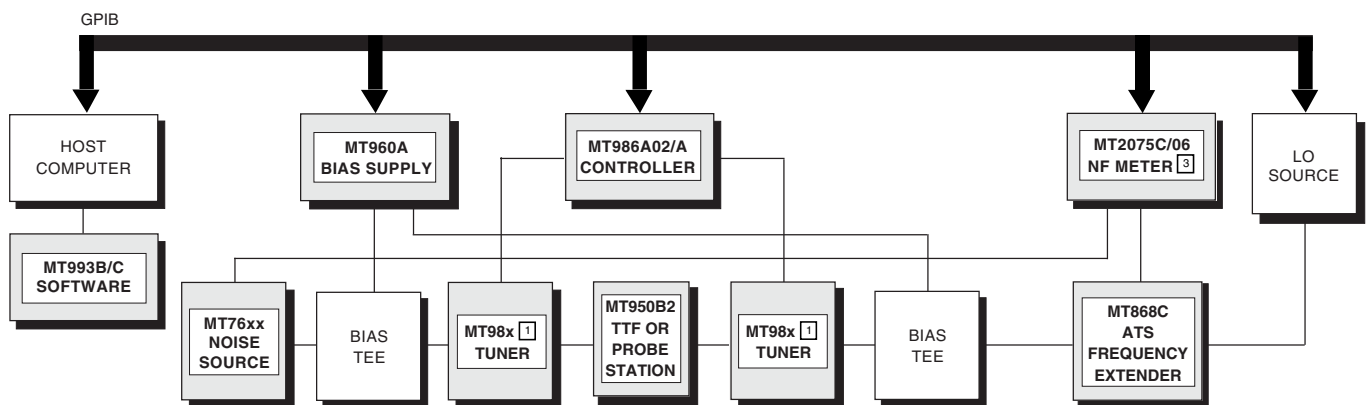 GPIB
HOST
COMPUTER
MT960A
BIAS SUPPLY
MT986A02/A
CONTROLLER
MT2075C/06
NF METER 3
LO
SOURCE
MT993B/C
SOFTWARE
MT76xx
NOISE
SOURCE
BIAS
TEE
MT98x 1
TUNER
MT950B2
TTF OR
PROBE
STATION
MT98x 1
TUNER
BIAS
TEE
MT868C
ATS
FREQUENCY
EXTENDER